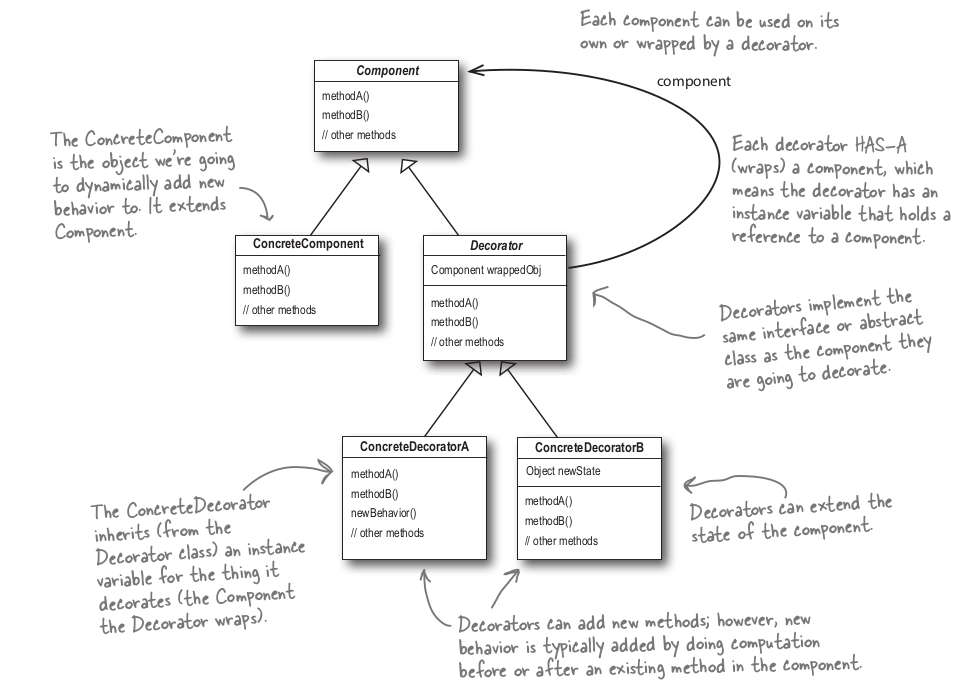 Each component can be used on its
own or wrapped by a decorator.
Component
methodA()
methodB()
// other methods
component
The ConcreteComponent
is the object we're going
to dynamically add new
behavior to. It extends
Component.
Each decorator HAS-A
(wraps) a component, which
means the decorator has an
instance variable that holds a
reference to a component.
ConcreteComponent
methodA()
methodB()
// other methods
Decorator
Component wrappedObj
methodA()
methodB()
// other methods
Decorators implement the
same interface or abstract
class as the component they
are going to decorate.
ConcreteDecoratorA
methodA()
methodB()
newBehavior()
// other methods
ConcreteDecoratorB
Object newState
methodA()
methodB()
// other methods
The ConcreteDecorator
inherits (from the
Decorator class) an instance
variable for the thing it
decorates (the Component
the Decorator wraps).
Decorators can extend the
state of the component.
Decorators can add new methods; however, new
behavior is typically added by doing computation
before or after an existing method in the component.